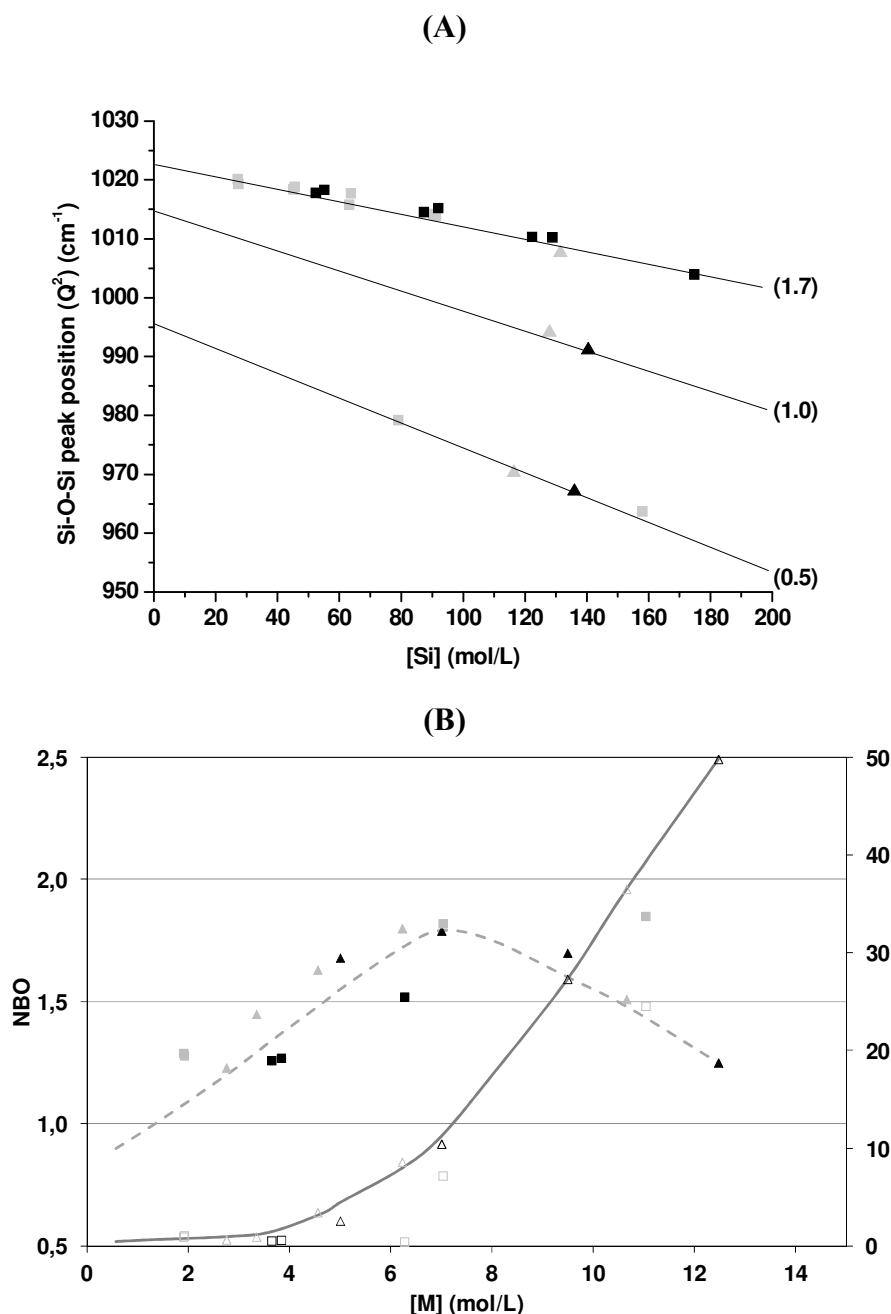 (A)
1030
1020
1010
1000
990
980
970
960
950
Si-O-Si peak position (Q²) (cm⁻¹)
(1.7)
(1.0)
(0.5)
0 20 40 60 80 100 120 140 160 180 200
[Si] (mol/L)
(B)
2,5
2,0
1,5
1,0
0,5
NBO
50
40
30
20
10
0
0 2 4 6 8 10 12 14
[M] (mol/L)